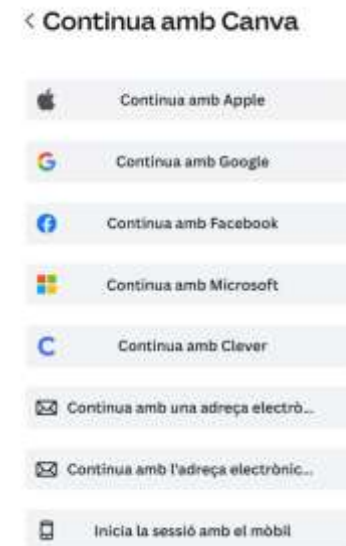 Continua amb Canva
Continua amb Apple
Continua amb Google
Continua amb Facebook
Continua amb Microsoft
Continua amb Clever
Continua amb una adreça electrò...
Continua amb l'adreça electrònic...
Inicia la sessió amb el mòbil